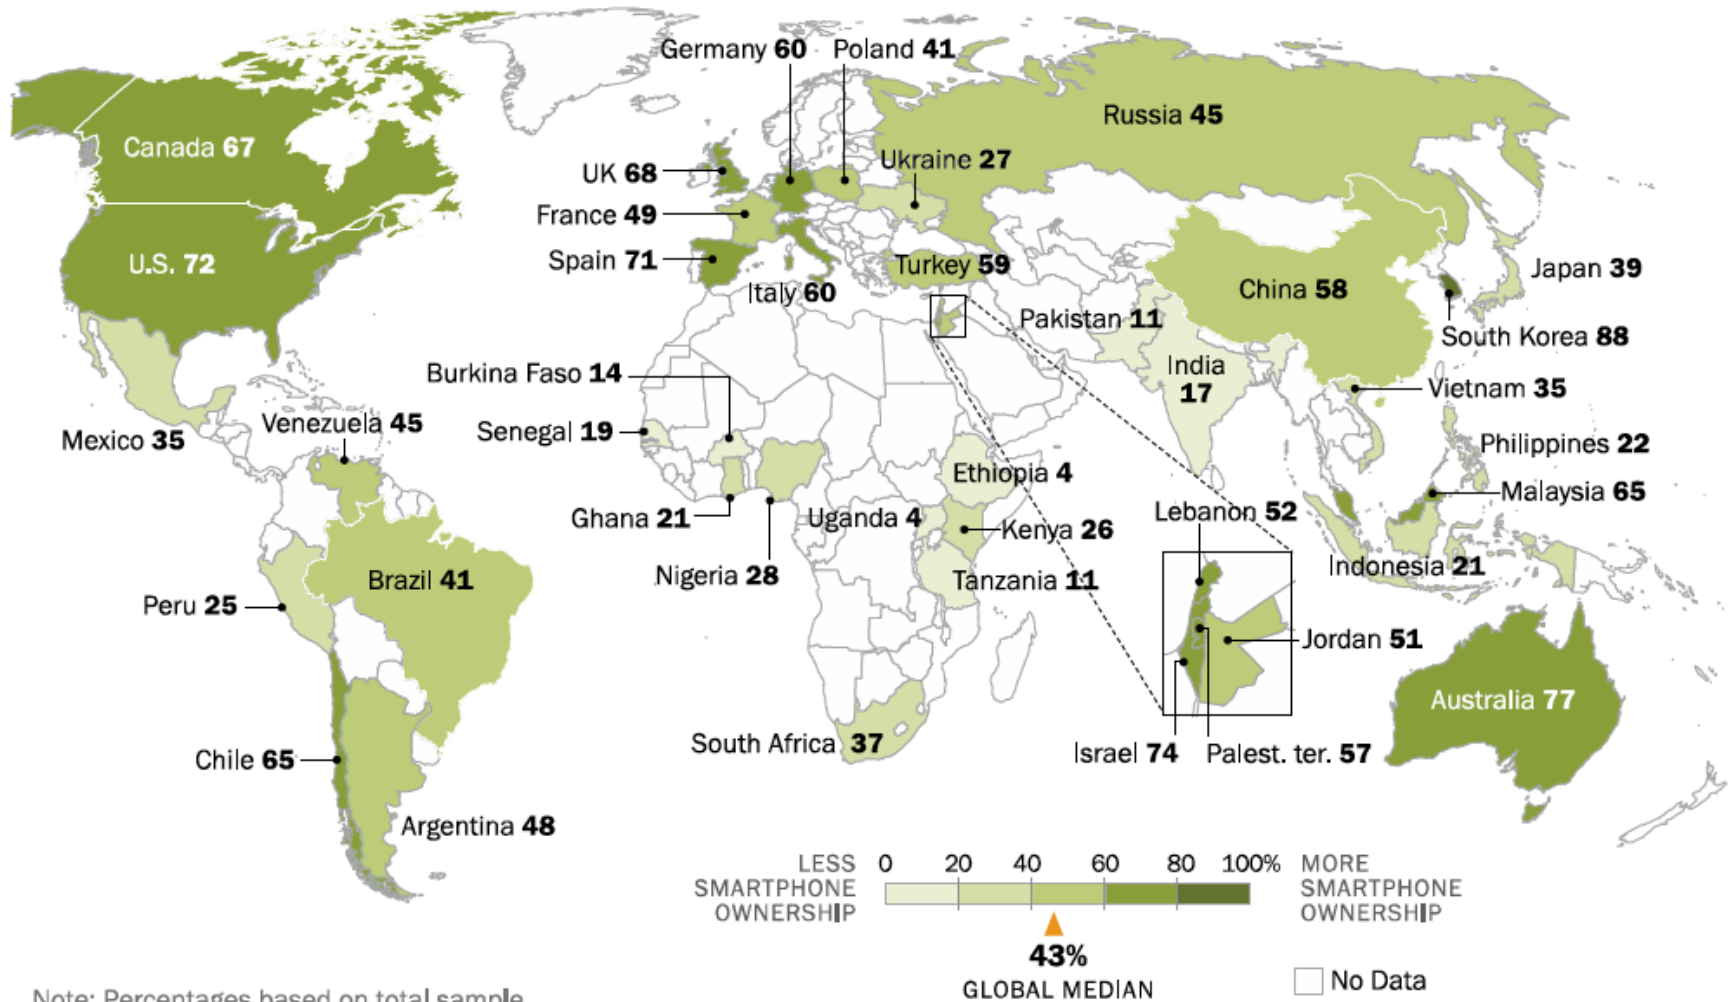 Germany 60
Poland 41
Russia 45
Canada 67
UK 68
Ukraine 27
France 49
U.S. 72
Spain 71
Turkey 59
Italy 60
China 58
Japan 39
Pakistan 11
South Korea 88
India
17
Burkina Faso 14
Vietnam 35
Venezuela 45
Senegal 19
Mexico 35
Philippines 22
Ethiopia 4
Malaysia 65
Ghana 21
Uganda 4
Kenya 26
Lebanon 52
Nigeria 28
Tanzania 11
Indonesia 21
Brazil 41
Peru 25
Jordan 51
Australia 77
South Africa 37
Israel 74
Palest. ter. 57
Chile 65
Argentina 48
LESS
SMARTPHONE
OWNERSHIP
0 20 40 60 80 100%
MORE
SMARTPHONE
OWNERSHIP
43%
GLOBAL MEDIAN
No Data
Note: Percentages based on total sample